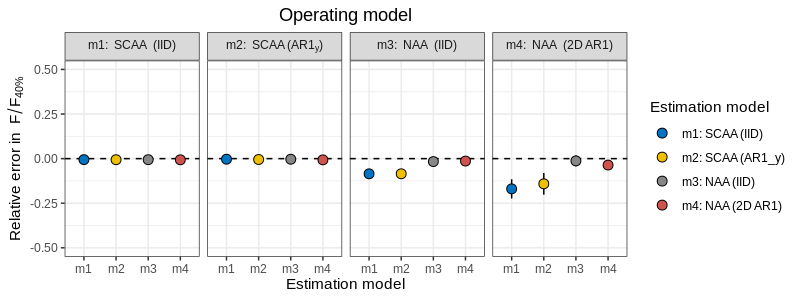 Operating model
m1: SCAA (IID) m2: SCAA (AR1y) m3: NAA (IID) m4: NAA (2D AR1)
Relative error in F/F40%
0.50
0.25
0.00
-0.25
-0.50
m1 m2 m3 m4 m1 m2 m3 m4 m1 m2 m3 m4 m1 m2 m3 m4
Estimation model
Estimation model
m1: SCAA (IID)
m2: SCAA (AR1_y)
m3: NAA (IID)
m4: NAA (2D AR1)